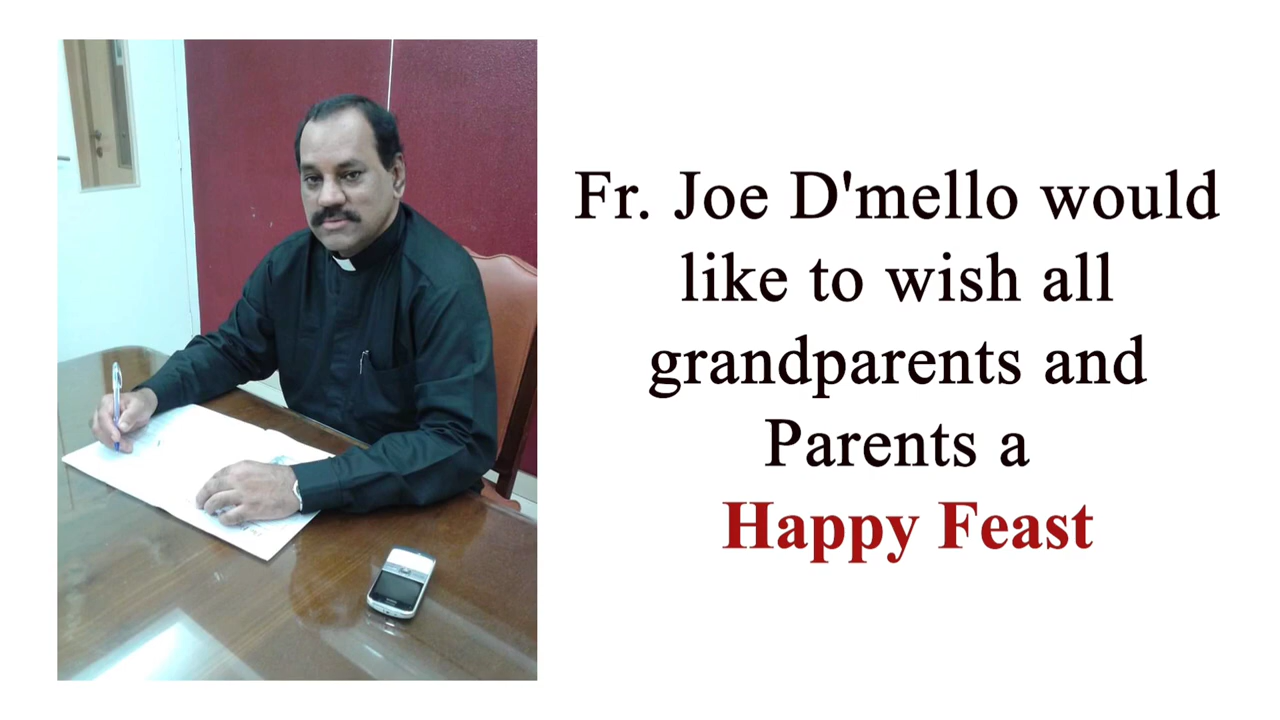 Fr. Joe D'mello would
like to wish all
grandparents and
Parents a
Happy Feast